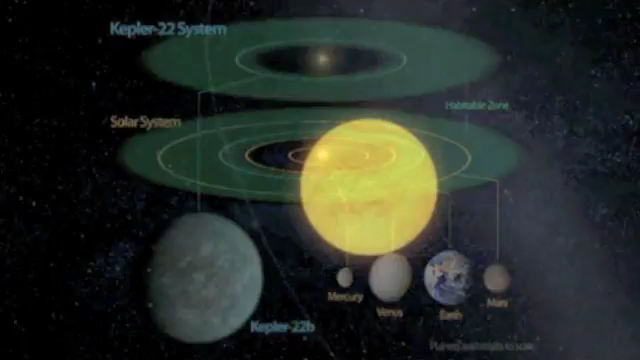 Kepler-22 System
Habitable Zone
Solar System
Mercury
Venus
Earth
Mars
Kepler-22b